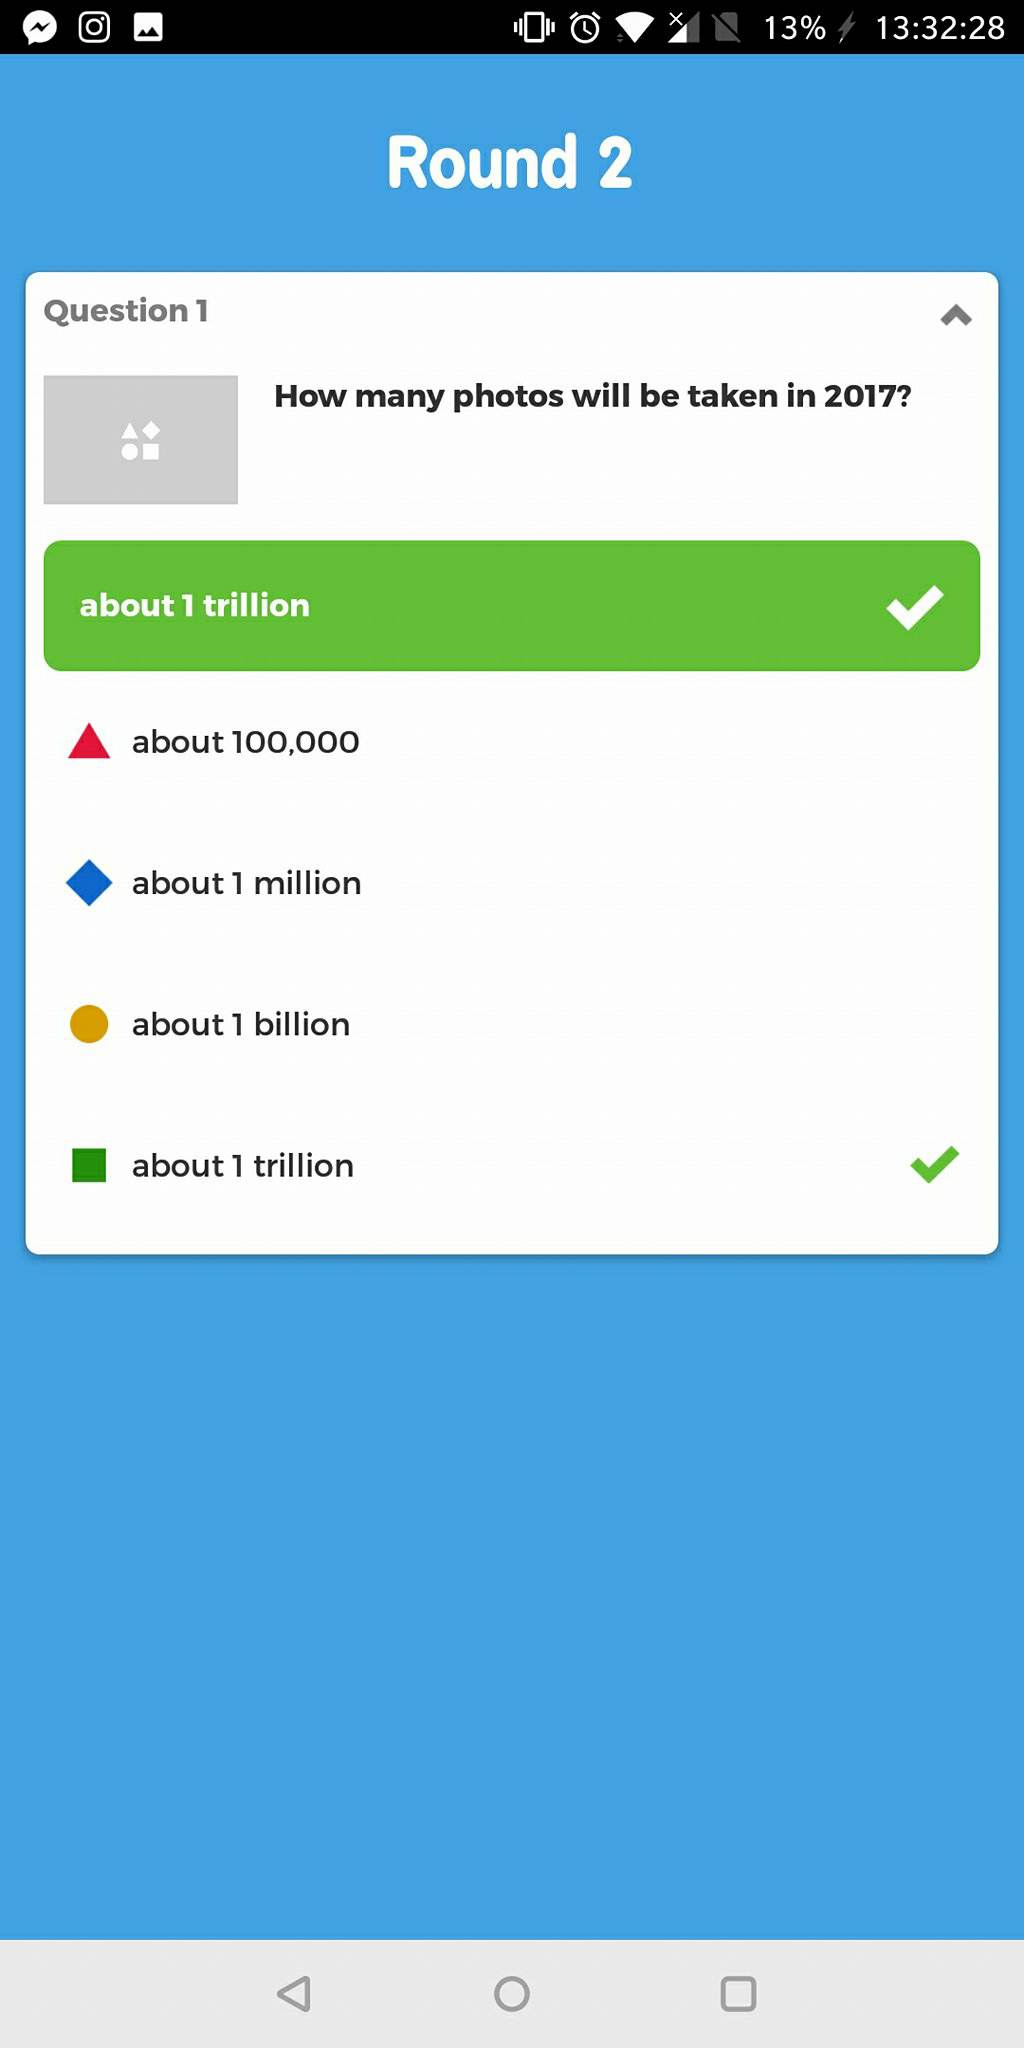 13% 13:32:28
Round 2
Question 1
How many photos will be taken in 2017?
about 1 trillion
about 100,000
about 1 million
about 1 billion
about 1 trillion